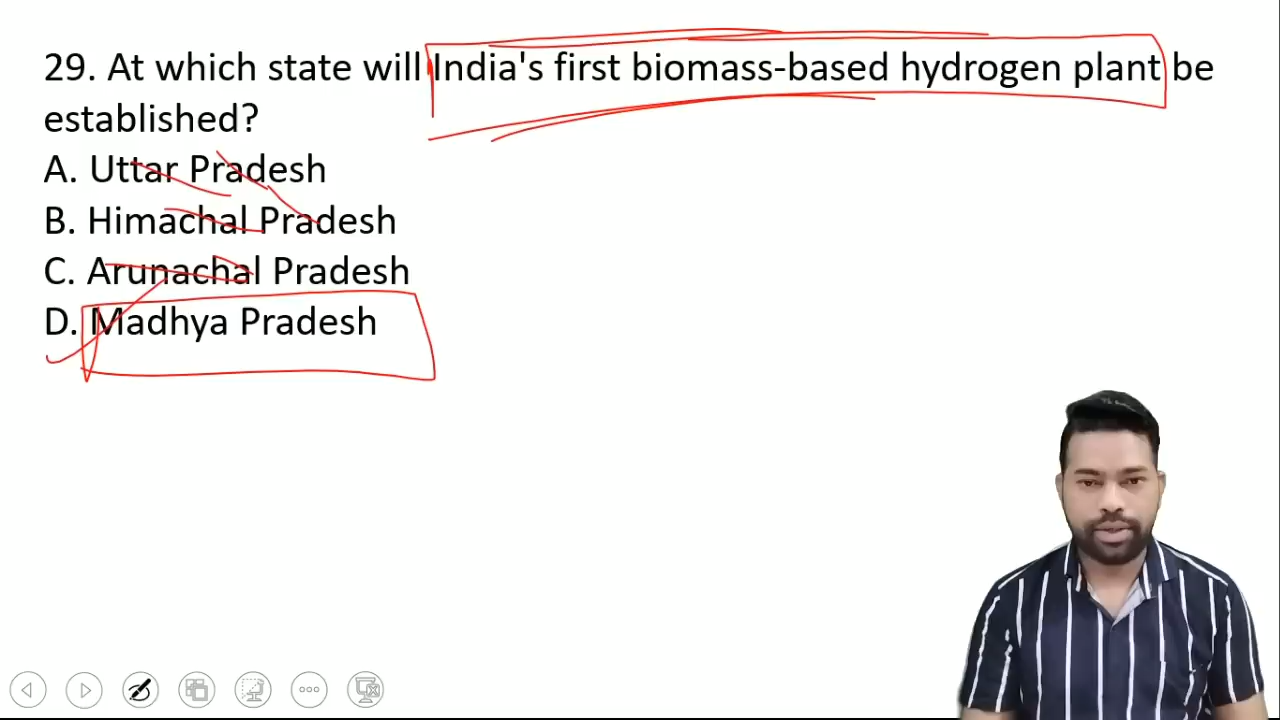 29. At which state will India's first biomass-based hydrogen plant be
established?
A. Uttar Pradesh
B. Himachal Pradesh
C. Arunachal Pradesh
D. Madhya Pradesh